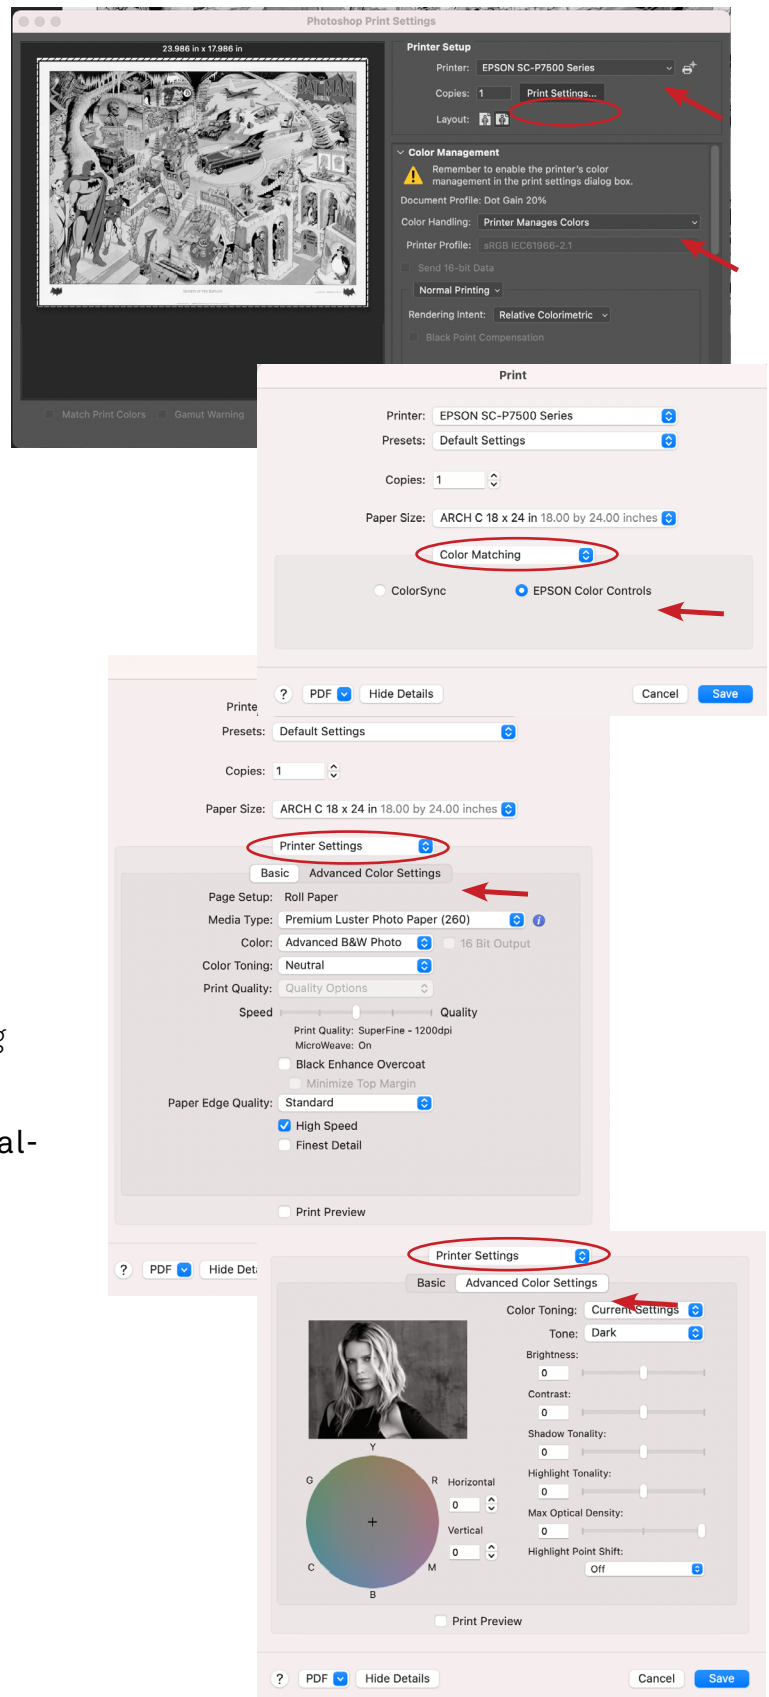 Photoshop Print Settings
23.986 in x 17.986 in
BATMAN
Printer Setup
Printer: EPSON SC-P7500 Series
Copies: 1 Print Settings...
Layout:
Color Management
Remember to enable the printer's color
management in the print settings dialog box.
Document Profile: Dot Gain 20%
Color Handling: Printer Manages Colors
Printer Profile: sRGB IEC61966-2.1
Send 16-bit Data
Normal Printing
Rendering Intent: Relative Colorimetric
Black Point Compensation
Match Print Colors Gamut Warning
Print
Printer: EPSON SC-P7500 Series
Presets: Default Settings
Copies: 1
Paper Size: ARCH C 18 x 24 in 18.00 by 24.00 inches
Color Matching
ColorSync EPSON Color Controls
? PDF Hide Details Cancel Save
Printe
Presets: Default Settings
Copies: 1
Paper Size: ARCH C 18 x 24 in 18.00 by 24.00 inches
Printer Settings
Basic Advanced Color Settings
Page Setup: Roll Paper
Media Type: Premium Luster Photo Paper (260)
Color: Advanced B&W Photo 16 Bit Output
Color Toning: Neutral
Print Quality: Quality Options
Speed Quality
Print Quality: SuperFine - 1200dpi
MicroWeave: On
Black Enhance Overcoat
Minimize Top Margin
Paper Edge Quality: Standard
High Speed
Finest Detail
Print Preview
? PDF Hide Deta
g
al-
Printer Settings
Basic Advanced Color Settings
Color Toning: Current Settings
Tone: Dark
Brightness:
0
Contrast:
0
Shadow Tonality:
0
Highlight Tonality:
0
Max Optical Density:
0
Highlight Point Shift:
Off
Y
G R
C M
B
Horizontal
0
Vertical
0
Print Preview
? PDF Hide Details Cancel Save